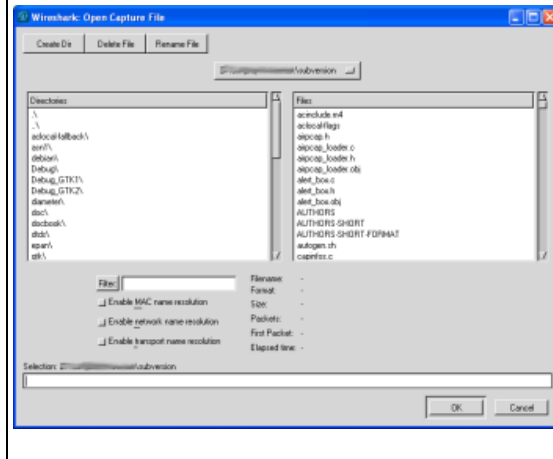 Wireshark: Open Capture File
Create Dir Delete File Rename File
\subversion
Directories
.\
..\
aclocal-fallback\
asn1\
debian\
Debug\
Debug_GTK1\
Debug_GTK2\
diameter\
doc\
docbook\
dtds\
epan\
gtk\
Files
acinclude.m4
aclocal-flags
airpcap.h
airpcap_loader.c
airpcap_loader.h
airpcap_loader.obj
alert_box.c
alert_box.h
alert_box.obj
AUTHORS
AUTHORS-SHORT
AUTHORS-SHORT-FORMAT
autogen.sh
capinfos.c
Filter:
Enable MAC name resolution
Enable network name resolution
Enable transport name resolution
Filename: -
Format: -
Size: -
Packets: -
First Packet: -
Elapsed time: -
Selection: \subversion
OK Cancel